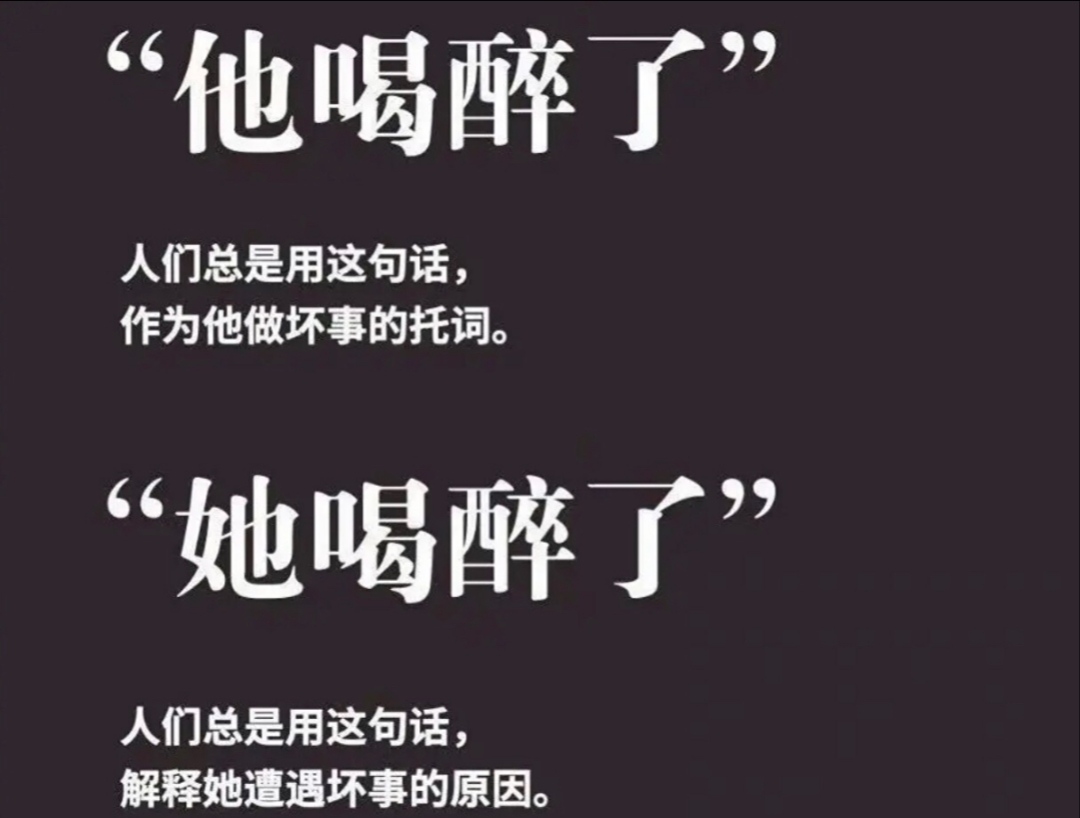 “他喝醉了”
人们总是用这句话，
作为他做坏事的托词。
“她喝醉了”
人们总是用这句话，
解释她遭遇坏事的原因。